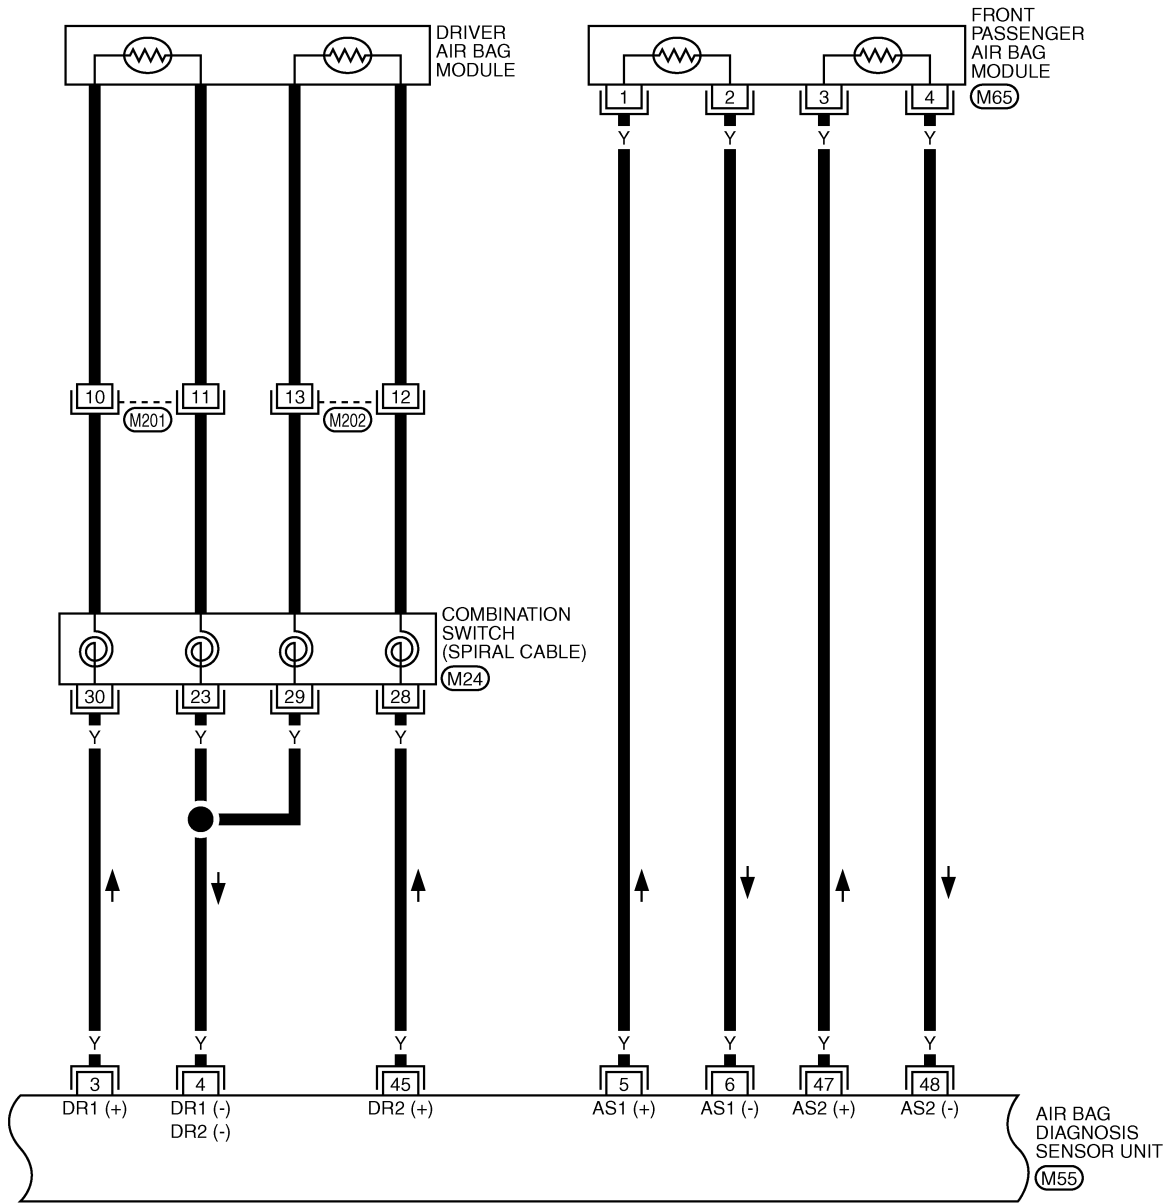 DRIVER
AIR BAG
MODULE
FRONT
PASSENGER
AIR BAG
MODULE
M65
1 2 3 4
Y Y Y Y
10 11 13 12
M201 M202
COMBINATION
SWITCH
(SPIRAL CABLE)
M24
30 23 29 28
Y Y Y Y
Y Y Y Y Y Y Y
3 4 45 5 6 47 48
DR1 (+) DR1 (-) DR2 (+) AS1 (+) AS1 (-) AS2 (+) AS2 (-)
DR2 (-)
AIR BAG
DIAGNOSIS
SENSOR UNIT
M55